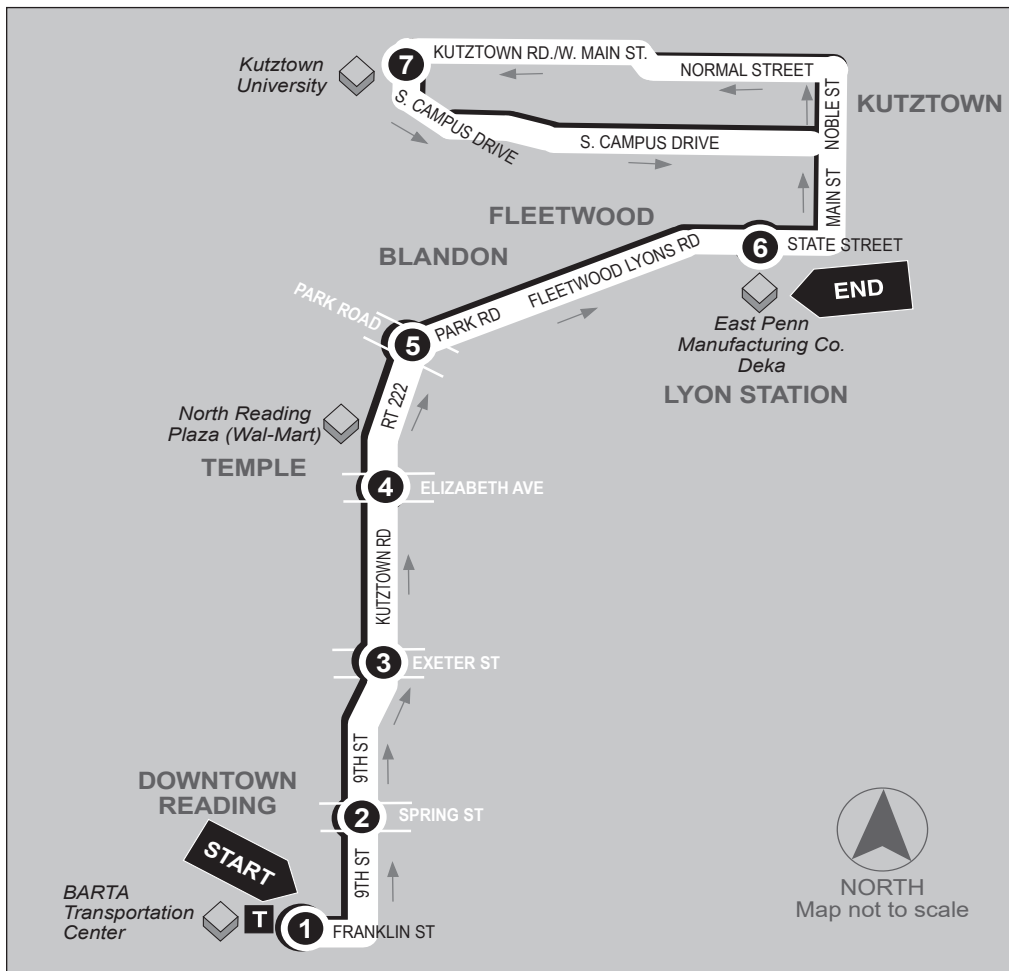 KUTZTOWN RD./W. MAIN ST.
7
Kutztown
University
NORMAL STREET
KUTZTOWN
NOBLE ST
S. CAMPUS DRIVE
S. CAMPUS DRIVE
MAIN ST
FLEETWOOD
6
STATE STREET
BLANDON
FLEETWOOD LYONS RD
END
PARK ROAD
PARK RD
5
East Penn
Manufacturing Co.
Deka
LYON STATION
RT 222
North Reading
Plaza (Wal-Mart)
TEMPLE
4
ELIZABETH AVE
KUTZTOWN RD
3
EXETER ST
9TH ST
DOWNTOWN
READING
2
SPRING ST
START
9TH ST
BARTA
Transportation
Center
T
1
FRANKLIN ST
NORTH
Map not to scale